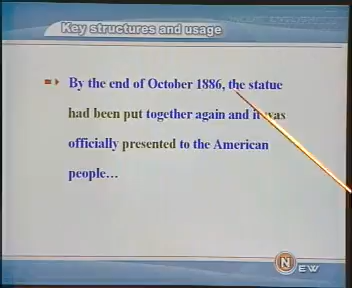 Key structures and usage
By the end of October 1886, the statue
had been put together again and it was
officially presented to the American
people...
NEW